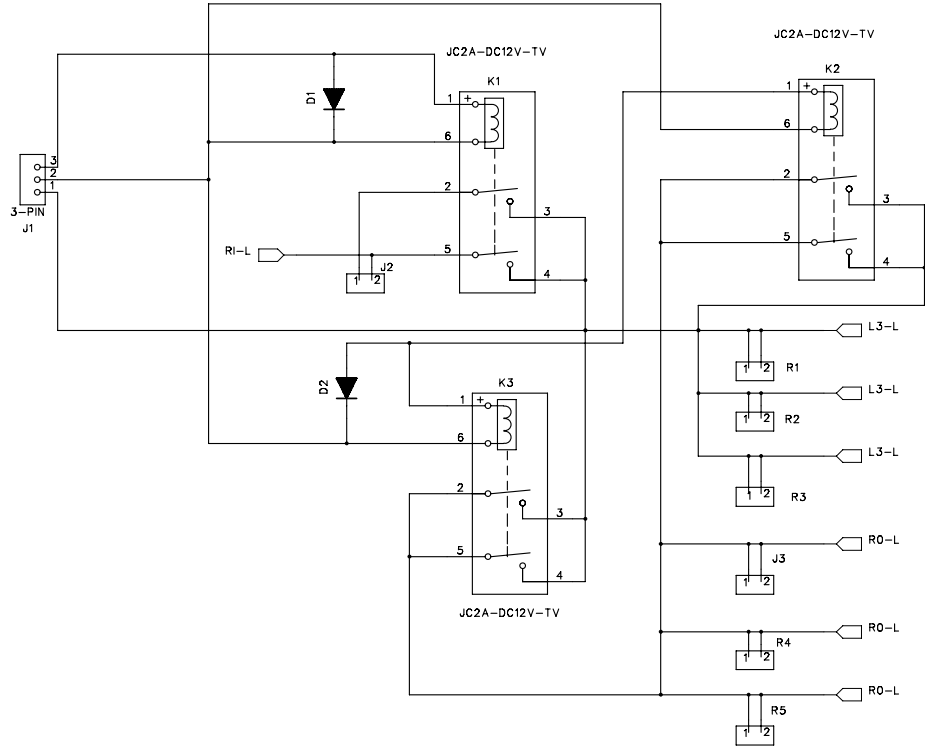 JC2A-DC12V-TV
JC2A-DC12V-TV
K1
K2
D1
1
+
6
2
3
5
4
1
+
6
2
3
5
4
3
2
1
3-PIN
J1
RI-L
J2
1 2
L3-L
1 2
R1
L3-L
1 2
R2
L3-L
1 2
R3
D2
K3
1
+
6
2
3
5
4
JC2A-DC12V-TV
RO-L
J3
1 2
RO-L
R4
1 2
RO-L
R5
1 2